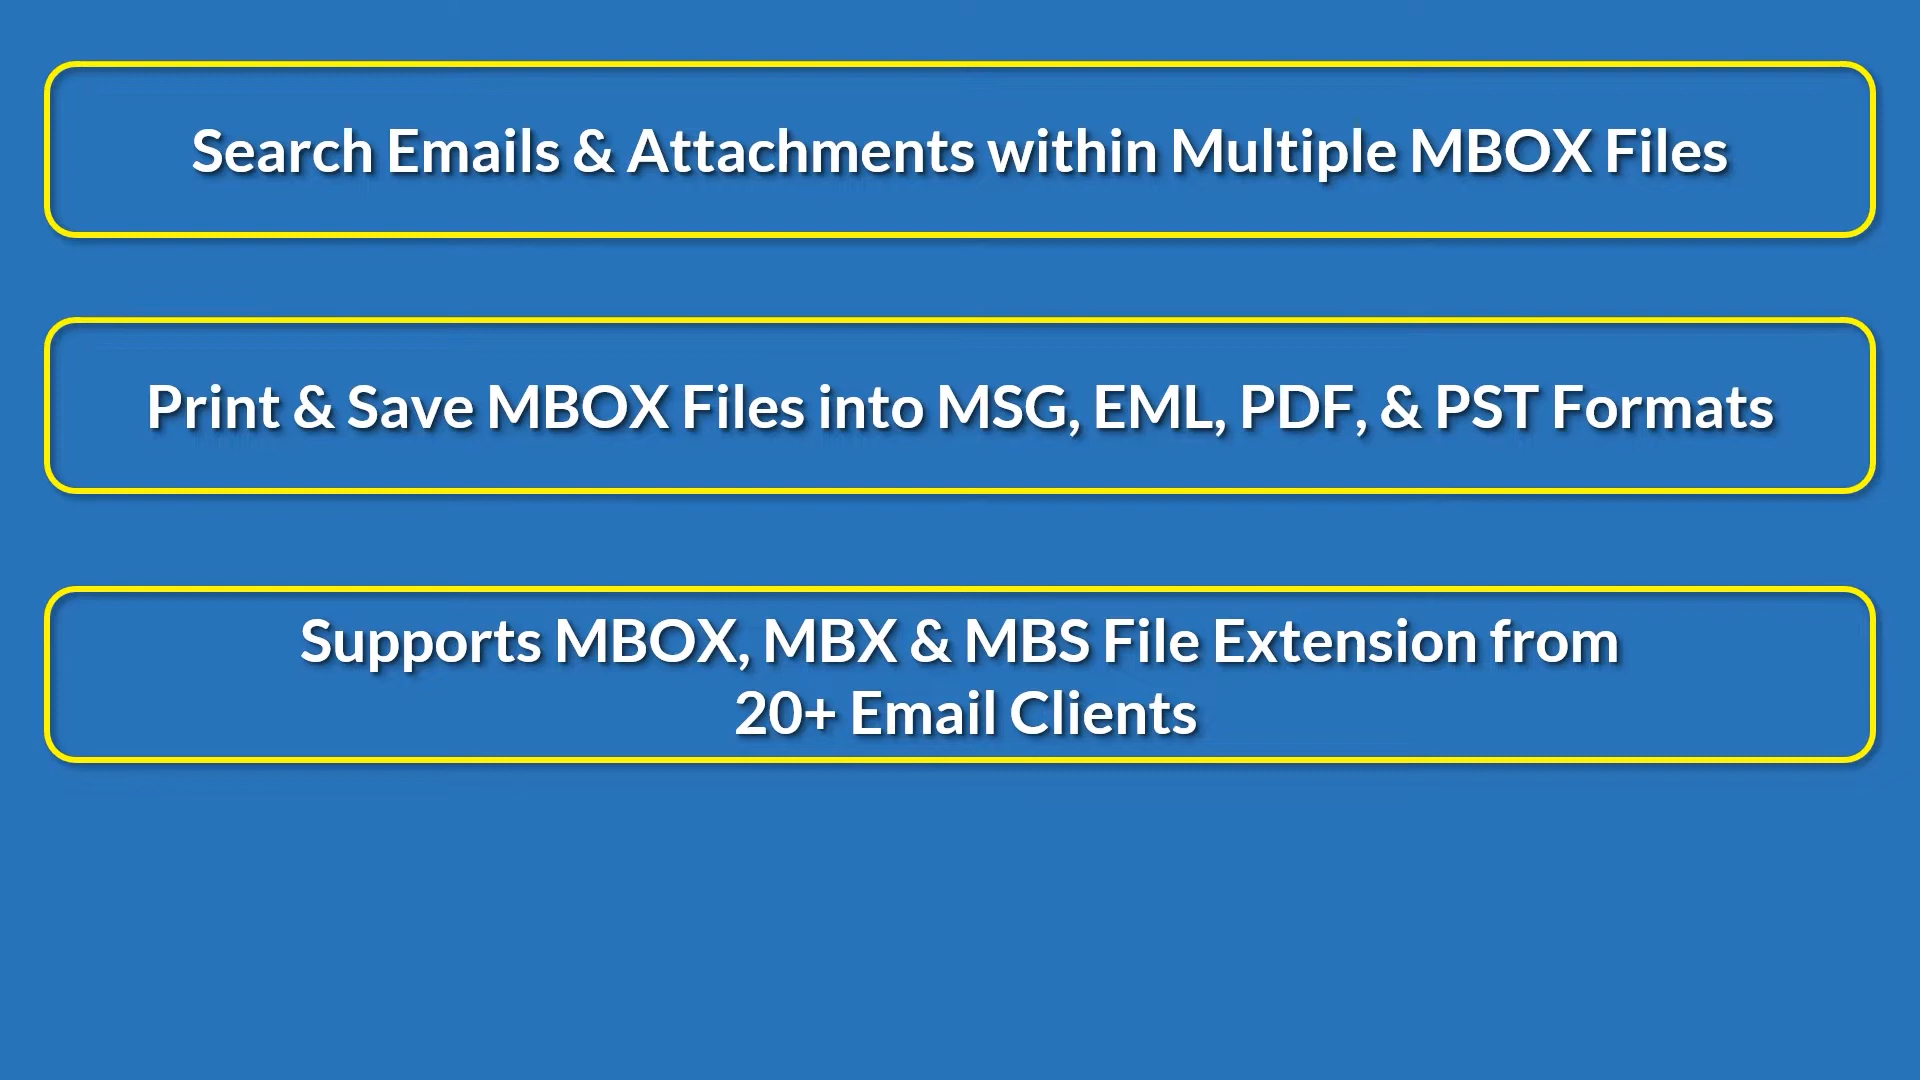 Search Emails & Attachments within Multiple MBOX Files
Print & Save MBOX Files into MSG, EML, PDF, & PST Formats
Supports MBOX, MBX & MBS File Extension from
20+ Email Clients